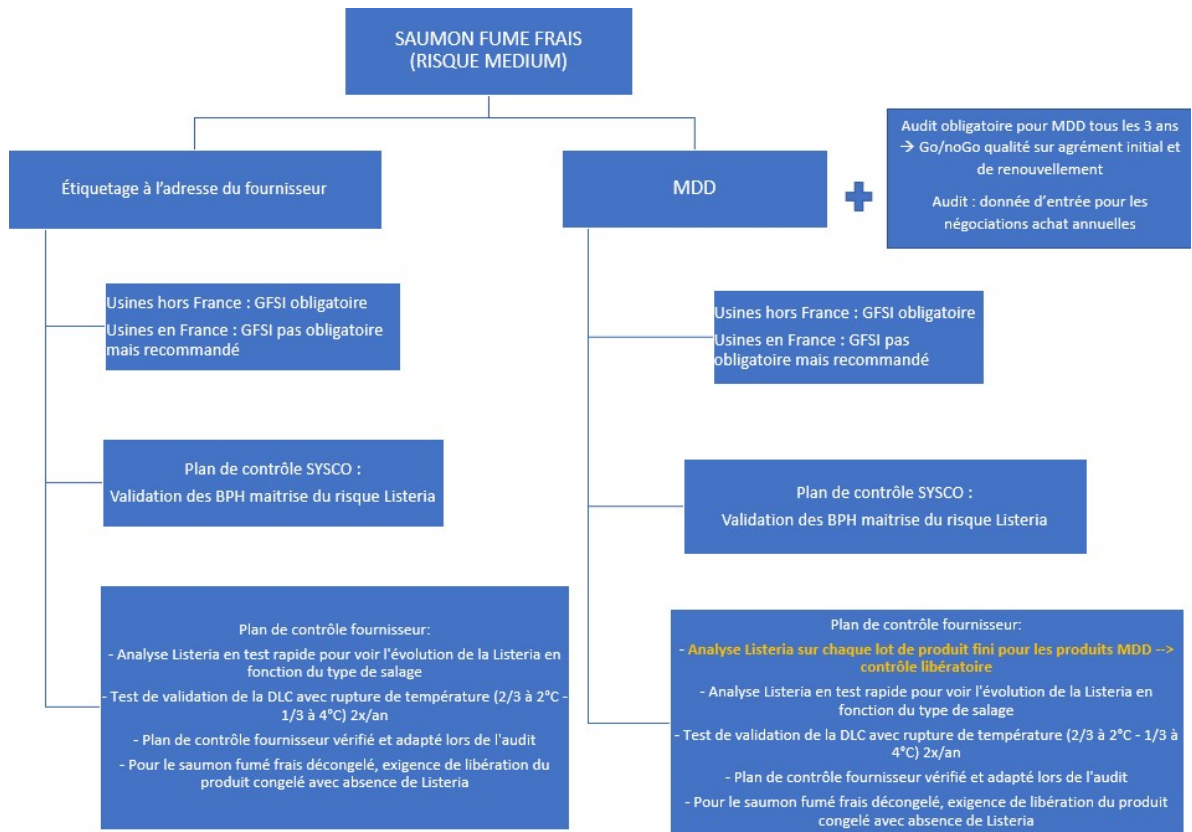 SAUMON FUME FRAIS
(RISQUE MEDIUM)
Audit obligatoire pour MDD tous les 3 ans
→ Go/noGo qualité sur agrément initial et
de renouvellement
Audit : donnée d'entrée pour les
négociations achat annuelles
Étiquetage à l'adresse du fournisseur
MDD
Usines hors France : GFSI obligatoire
Usines en France : GFSI pas obligatoire
mais recommandé
Usines hors France : GFSI obligatoire
Usines en France : GFSI pas
obligatoire mais recommandé
Plan de contrôle SYSCO :
Validation des BPH maitrise du risque Listeria
Plan de contrôle SYSCO :
Validation des BPH maitrise du risque Listeria
Plan de contrôle fournisseur:
- Analyse Listeria en test rapide pour voir l'évolution de la Listeria en
fonction du type de salage
- Test de validation de la DLC avec rupture de température (2/3 à 2°C -
1/3 à 4°C) 2x/an
- Plan de contrôle fournisseur vérifié et adapté lors de l'audit
- Pour le saumon fumé frais décongelé, exigence de libération du
produit congelé avec absence de Listeria
Plan de contrôle fournisseur:
- Analyse Listeria sur chaque lot de produit fini pour les produits MDD -->
contrôle libératoire
- Analyse Listeria en test rapide pour voir l'évolution de la Listeria en
fonction du type de salage
- Test de validation de la DLC avec rupture de température (2/3 à 2°C - 1/3 à
4°C) 2x/an
- Plan de contrôle fournisseur vérifié et adapté lors de l'audit
- Pour le saumon fumé frais décongelé, exigence de libération du produit
congelé avec absence de Listeria